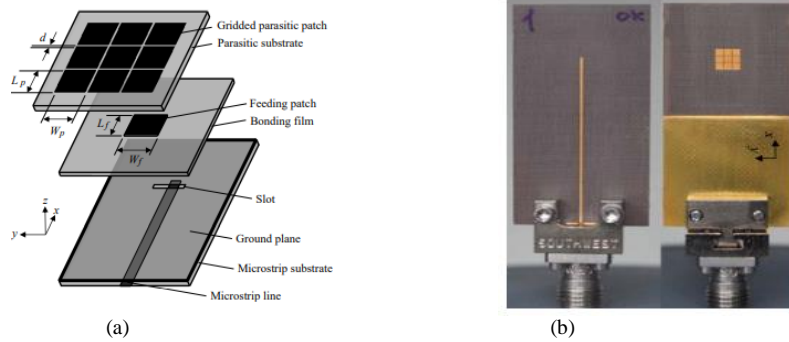 Gridded parasitic patch
Parasitic substrate
d
Lp
Wp
Feeding patch
Bonding film
Lf
Wf
Slot
Ground plane
Microstrip substrate
Microstrip line
z
x
y
(a)
1
OK
SOUTHWEST
x
y
(b)